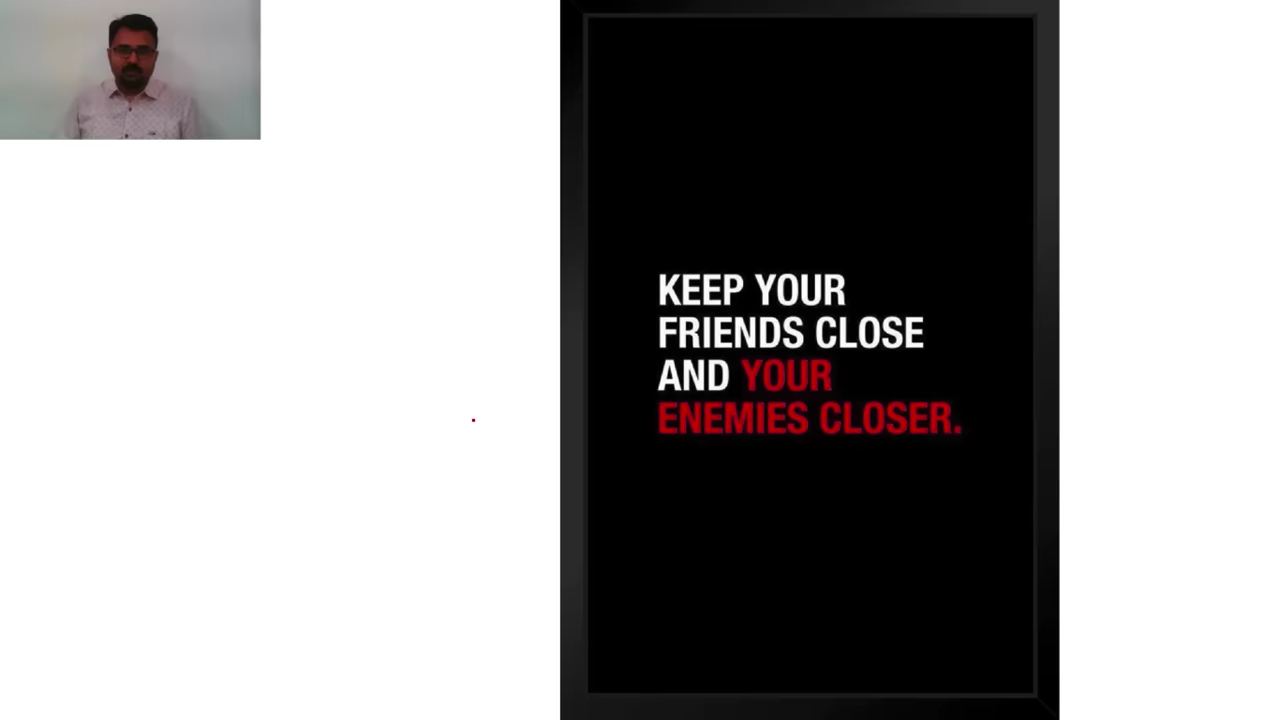 KEEP YOUR
FRIENDS CLOSE
AND YOUR
ENEMIES CLOSER.